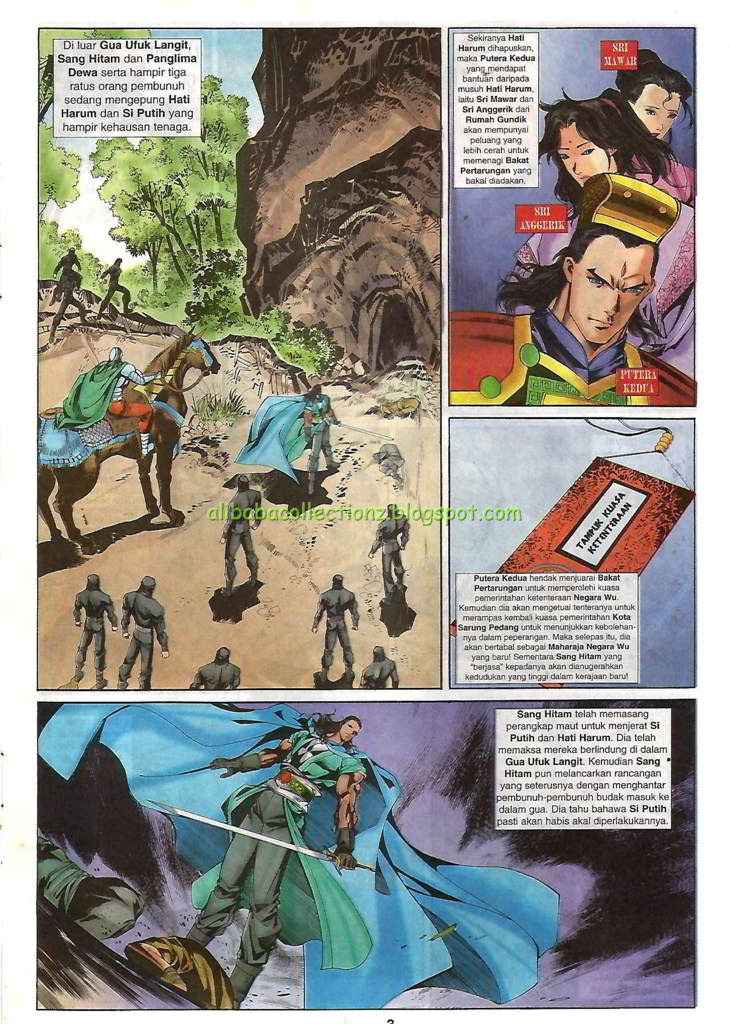 Di luar Gua Ufuk Langit,
Sang Hitam dan Panglima
Dewa serta hampir tiga
ratus orang pembunuh
sedang mengepung Hati
Harum dan Si Putih yang
hampir kehausan tenaga.
Sekiranya Hati
Harum dihapuskan,
maka Putera Kedua
yang mendapat
bantuan daripada
musuh Hati Harum,
iaitu Sri Mawar dan
Sri Anggerik dari
Rumah Gundik
akan mempunyai
peluang yang
lebih cerah untuk
memenagi Bakat
Pertarungan yang
bakal diadakan.
SRI
MAWAR
SRI
ANGGERIK
PUTERA
KEDUA
TAMPUK KUASA
KETENTERAAN
Putera Kedua hendak menjuarai Bakat
Pertarungan untuk memperolehi kuasa
pemerintahan ketenteraan Negara Wu.
Kemudian dia akan mengetuai tenteranya untuk
merampas kembali kuasa pemerintahan Kota
Sarung Pedang untuk menunjukkan kebolehan-
nya dalam peperangan. Maka selepas itu, dia
akan bertabal sebagai Maharaja Negara Wu
yang baru! Sementara Sang Hitam yang
"berjasa" kepadanya akan dianugerahkan
kedudukan yang tinggi dalam kerajaan baru!
alibabacollectionz.blogspot.com
Sang Hitam telah memasang
perangkap maut untuk menjerat Si
Putih dan Hati Harum. Dia telah
memaksa mereka berlindung di dalam
Gua Ufuk Langit. Kemudian Sang
Hitam pun melancarkan rancangan
yang seterusnya dengan menghantar
pembunuh-pembunuh budak masuk ke
dalam gua. Dia tahu bahawa Si Putih
pasti akan habis akal diperlakukannya.